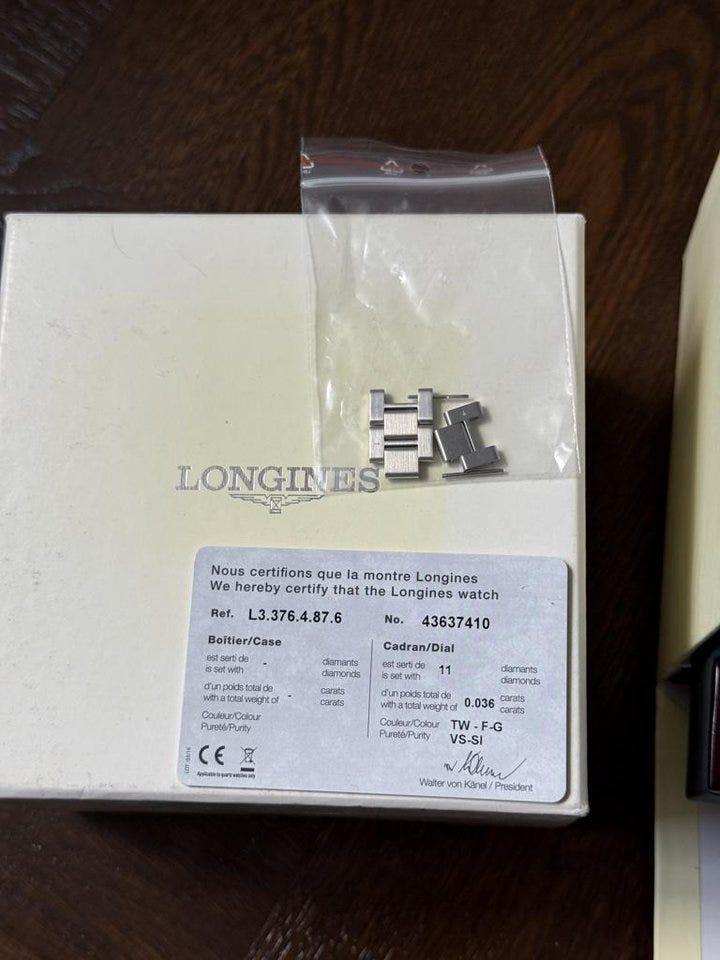 LONGINES
Nous certifions que la montre Longines
We hereby certify that the Longines watch
Ref. L3.376.4.87.6 No. 43637410
Boîtier/Case
est serti de
is set with -
diamants
diamonds
d'un poids total de
with a total weight of -
carats
carats
Couleur/Colour
Pureté/Purity
Cadran/Dial
est serti de
is set with 11
diamants
diamonds
d'un poids total de
with a total weight of 0.036
carats
carats
Couleur/Colour TW - F-G
Pureté/Purity VS-SI
CE
Applicable to quartz watches only
Walter von Känel / President